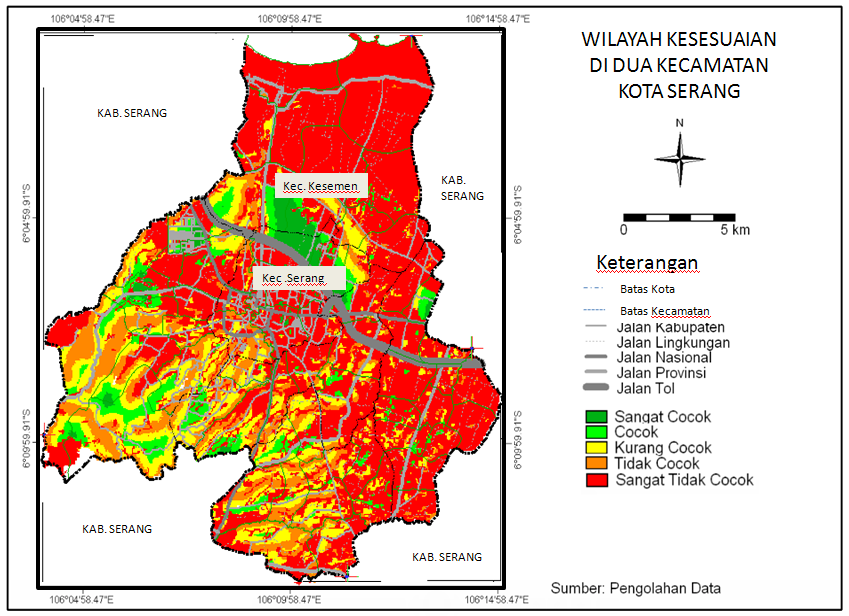 106°04'58.47"E
106°09'58.47"E
106°14'58.47"E
WILAYAH KESESUAIAN
DI DUA KECAMATAN
KOTA SERANG
N
KAB. SERANG
KAB.
SERANG
Kec. Kesemen
6°04'59.91"S
6°04'59.91"S
0
5 km
Kec .Serang
Keterangan
Batas Kota
Batas Kecamatan
Jalan Kabupaten
Jalan Lingkungan
Jalan Nasional
Jalan Provinsi
Jalan Tol
6°09'59.91"S
6°09'59.91"S
Sangat Cocok
Cocok
Kurang Cocok
Tidak Cocok
Sangat Tidak Cocok
KAB. SERANG
KAB. SERANG
Sumber: Pengolahan Data
106°04'58.47"E
106°09'58.47"E
106°14'58.47"E